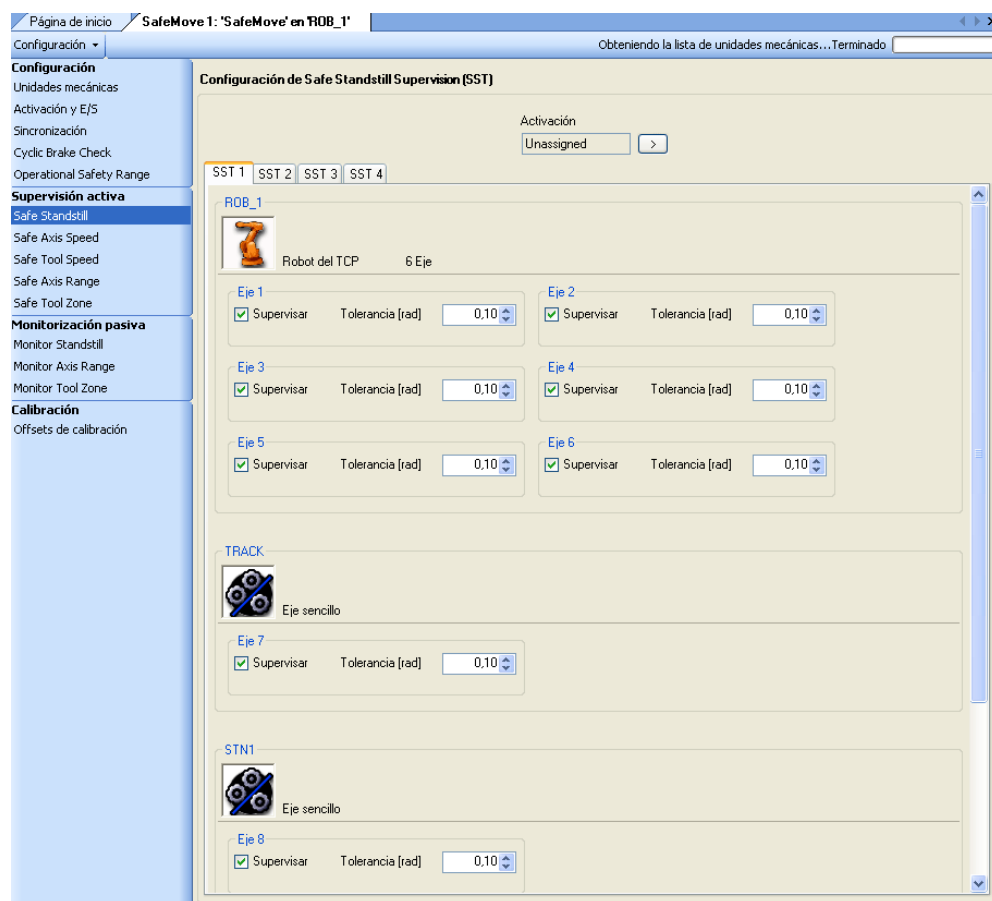 Página de inicio
SafeMove 1: 'SafeMove' en 'ROB_1'
Configuración
Obteniendo la lista de unidades mecánicas...Terminado
Configuración
Unidades mecánicas
Activación y E/S
Sincronización
Cyclic Brake Check
Operational Safety Range
Supervisión activa
Safe Standstill
Safe Axis Speed
Safe Tool Speed
Safe Axis Range
Safe Tool Zone
Monitorización pasiva
Monitor Standstill
Monitor Axis Range
Monitor Tool Zone
Calibración
Offsets de calibración
Configuración de Safe Standstill Supervision (SST)
Activación
Unassigned >
SST 1 SST 2 SST 3 SST 4
ROB_1
Robot del TCP 6 Eje
Eje 1 Eje 2
Supervisar Tolerancia [rad] 0,10 Supervisar Tolerancia [rad] 0,10
Eje 3 Eje 4
Supervisar Tolerancia [rad] 0,10 Supervisar Tolerancia [rad] 0,10
Eje 5 Eje 6
Supervisar Tolerancia [rad] 0,10 Supervisar Tolerancia [rad] 0,10
TRACK
Eje sencillo
Eje 7
Supervisar Tolerancia [rad] 0,10
STN1
Eje sencillo
Eje 8
Supervisar Tolerancia [rad] 0,10